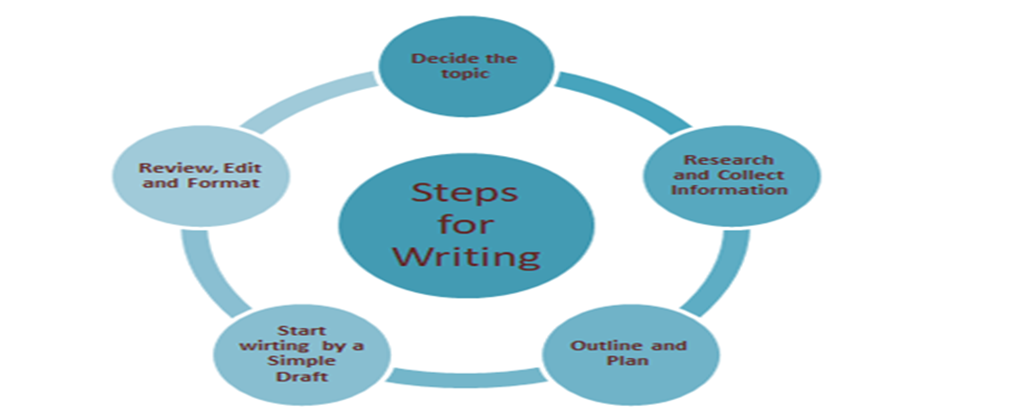 Decide the
topic
Research
and Collect
Information
Outline and
Plan
Start
wirting by a
Simple
Draft
Review, Edit
and Format
Steps
for
Writing